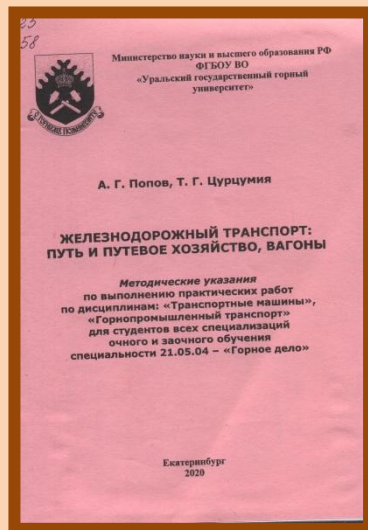 25
58
Министерство науки и высшего образования РФ
ФГБОУ ВО
«Уральский государственный горный
университет»
А. Г. Попов, Т. Г. Цурцумия
ЖЕЛЕЗНОДОРОЖНЫЙ ТРАНСПОРТ:
ПУТЬ И ПУТЕВОЕ ХОЗЯЙСТВО, ВАГОНЫ
Методические указания
по выполнению практических работ
по дисциплинам: «Транспортные машины»,
«Горнопромышленный транспорт»
для студентов всех специализаций
очного и заочного обучения
специальности 21.05.04 – «Горное дело»
Екатеринбург
2020